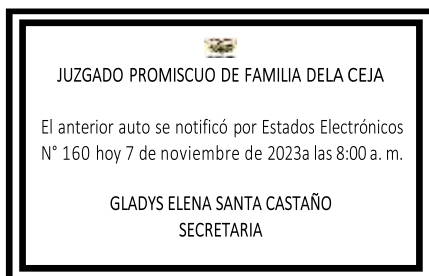 JUZGADO PROMISCUO DE FAMILIA DELA CEJA
El anterior auto se notificó por Estados Electrónicos
N° 160 hoy 7 de noviembre de 2023a las 8:00 a. m.
GLADYS ELENA SANTA CASTAÑO
SECRETARIA